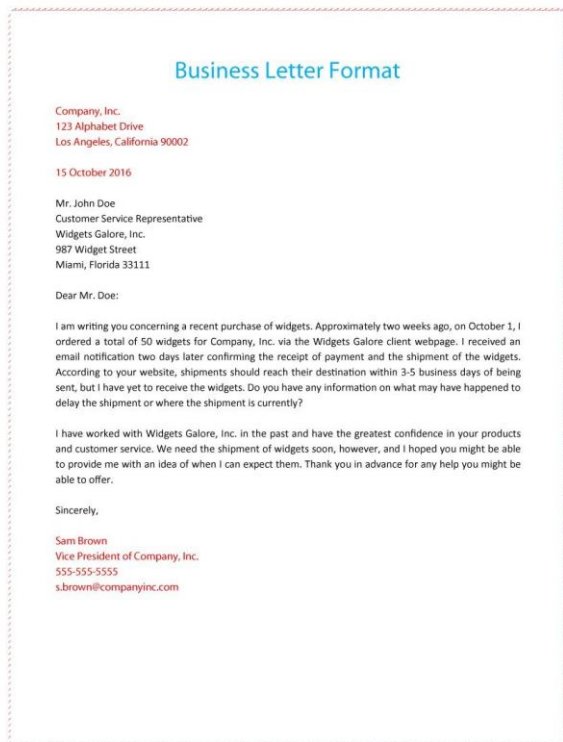 Business Letter Format
Company, Inc.
123 Alphabet Drive
Los Angeles, California 90002
15 October 2016
Mr. John Doe
Customer Service Representative
Widgets Galore, Inc.
987 Widget Street
Miami, Florida 33111
Dear Mr. Doe:
I am writing you concerning a recent purchase of widgets. Approximately two weeks ago, on October 1, I
ordered a total of 50 widgets for Company, Inc. via the Widgets Galore client webpage. I received an
email notification two days later confirming the receipt of payment and the shipment of the widgets.
According to your website, shipments should reach their destination within 3-5 business days of being
sent, but I have yet to receive the widgets. Do you have any information on what may have happened to
delay the shipment or where the shipment is currently?
I have worked with Widgets Galore, Inc. in the past and have the greatest confidence in your products
and customer service. We need the shipment of widgets soon, however, and I hoped you might be able
to provide me with an idea of when I can expect them. Thank you in advance for any help you might be
able to offer.
Sincerely,
Sam Brown
Vice President of Company, Inc.
555-555-5555
s.brown@companyinc.com